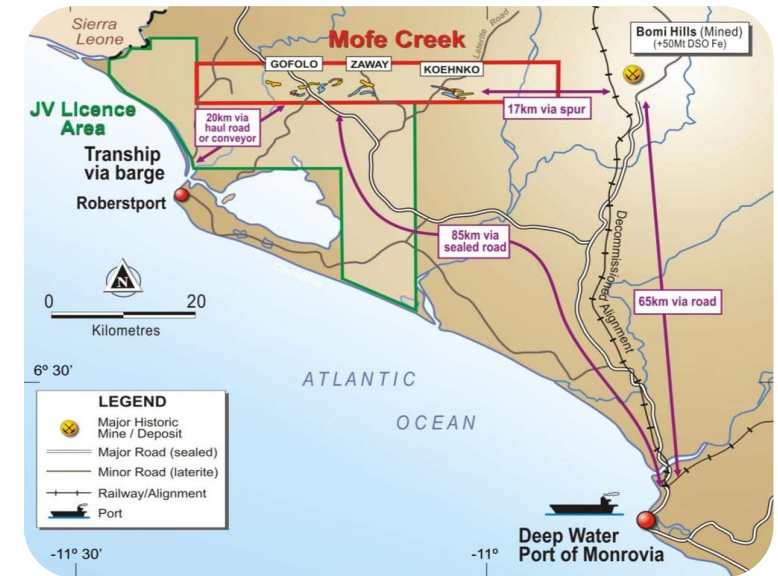 Sierra
Leone
Mofe Creek
Laterite Road
Bomi Hills (Mined)
(+50Mt DSO Fe)
GOFOLO
ZAWAY
KOEHNKO
JV Licence
Area
20km via
haul road
or conveyor
17km via spur
Tranship
via barge
Roberstport
85km via
sealed road
Decommissioned Alignment
65km via road
N
0 20
Kilometres
6° 30'
ATLANTIC
OCEAN
LEGEND
Major Historic
Mine / Deposit
Major Road (sealed)
Minor Road (laterite)
Railway/Alignment
Port
Deep Water
Port of Monrovia
-11° 30'
-11°